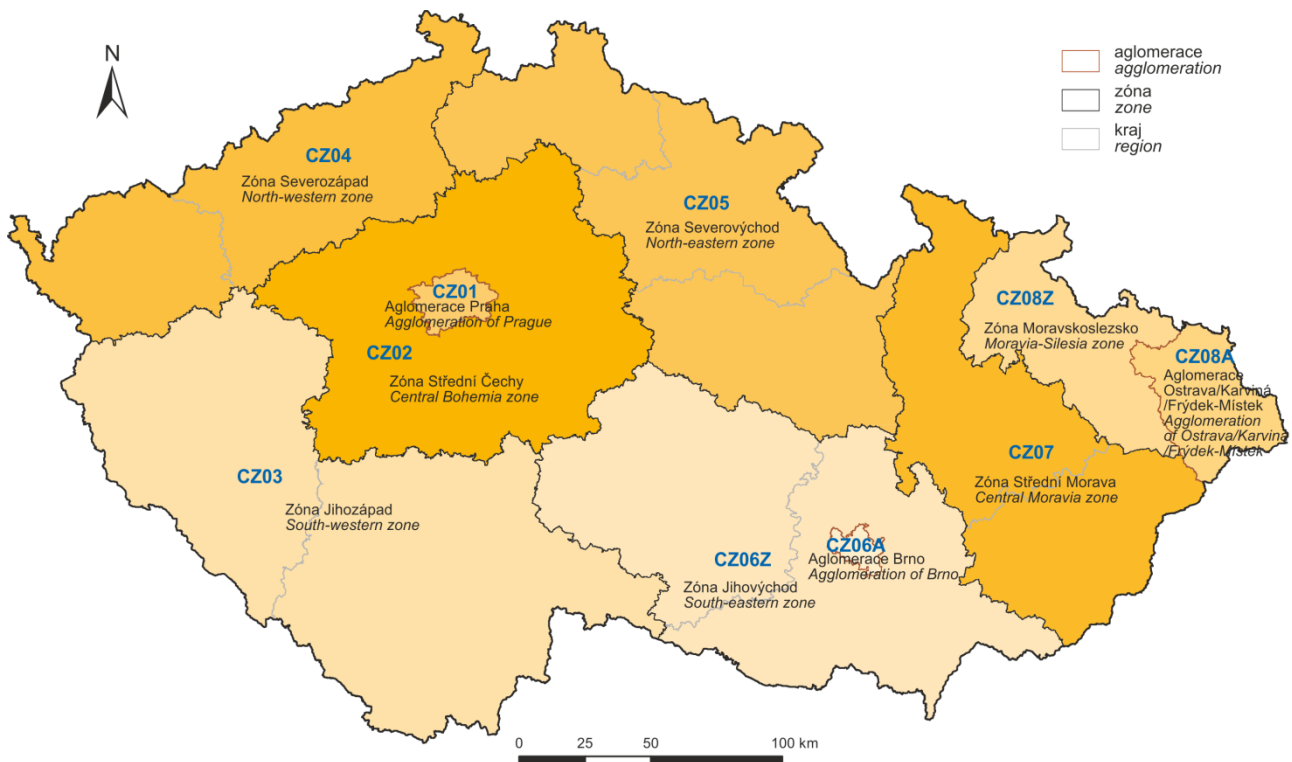 N
aglomerace
agglomeration
zóna
zone
kraj
region
CZ04
Zóna Severozápad
North-western zone
CZ05
Zóna Severovýchod
North-eastern zone
CZ01
Aglomerace Praha
Agglomeration of Prague
CZ02
Zóna Střední Čechy
Central Bohemia zone
CZ08Z
Zóna Moravskoslezsko
Moravia-Silesia zone
CZ08A
Aglomerace
Ostrava/Karviná
/Frýdek-Místek
Agglomeration
of Ostrava/Karviná
/Frýdek-Místek
CZ03
Zóna Jihozápad
South-western zone
CZ07
Zóna Střední Morava
Central Moravia zone
CZ06Z
Zóna Jihovýchod
South-eastern zone
CZ06A
Aglomerace Brno
Agglomeration of Brno
0 25 50 100 km